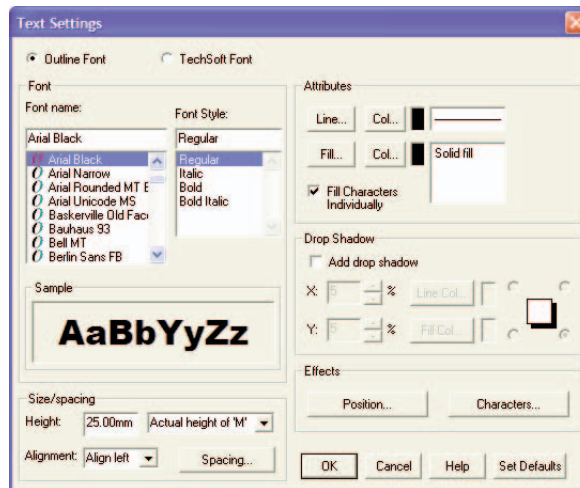 Text Settings
Outline Font
TechSoft Font
Font
Font name:
Font Style:
Arial Black
Regular
Arial Black
Arial Narrow
Arial Rounded MT E
Arial Unicode MS
Baskerville Old Fac
Bauhaus 93
Bell MT
Berlin Sans FB
Regular
Italic
Bold
Bold Italic
Sample
AaBbYyZz
Size/spacing
Height:
25.00mm
Actual height of 'M'
Alignment:
Align left
Spacing...
Attributes
Line...
Col...
Fill...
Col...
Solid fill
Fill Characters
Individually
Drop Shadow
Add drop shadow
X:
5
%
Line Col...
Y:
5
%
Fill Col...
Effects
Position...
Characters...
OK
Cancel
Help
Set Defaults